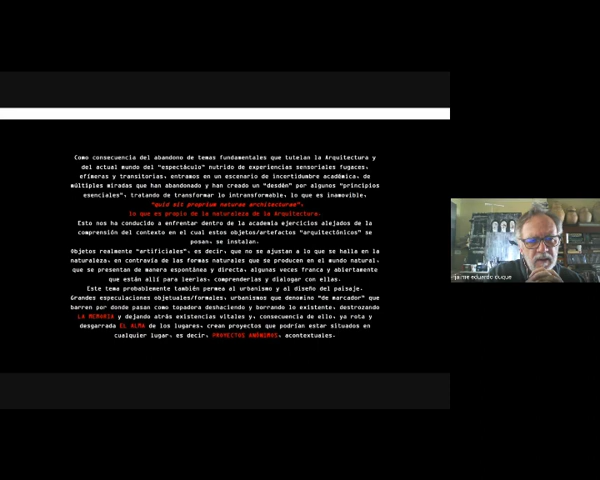 Como consecuencia del abandono de temas fundamentales que tutelan la Arquitectura y
del actual mundo del "espectáculo" nutrido de experiencias sensoriales fugaces,
efímeras y transitorias, entramos en un escenario de incertidumbre académica, de
múltiples miradas que han abandonado y han creado un "desdén" por algunos "principios
esenciales", tratando de transformar lo intransformable, lo que es inamovible,
"quid sit proprium naturae architecturae",
lo que es propio de la naturaleza de la Arquitectura.
Esto nos ha conducido a enfrentar dentro de la academia ejercicios alejados de la
comprensión del contexto en el cual estos objetos/artefactos "arquitectónicos" se
posan, se instalan.
Objetos realmente "artificiales", es decir, que no se ajustan a lo que se halla en la
naturaleza, en contravía de las formas naturales que se producen en el mundo natural,
que se presentan de manera espontánea y directa, algunas veces franca y abiertamente
que están allí para leerlas, comprenderlas y dialogar con ellas.
Este tema probablemente también permea al urbanismo y al diseño del paisaje.
Grandes especulaciones objetuales/formales, urbanismos que denomino "de marcador" que
barren por donde pasan como topadora deshaciendo y borrando lo existente, destrozando
LA MEMORIA y dejando atrás existencias vitales y, consecuencia de ello, ya rota y
desgarrada EL ALMA de los lugares, crean proyectos que podrían estar situados en
cualquier lugar, es decir, PROYECTOS ANÓNIMOS, acontextuales.
jaime eduardo duque